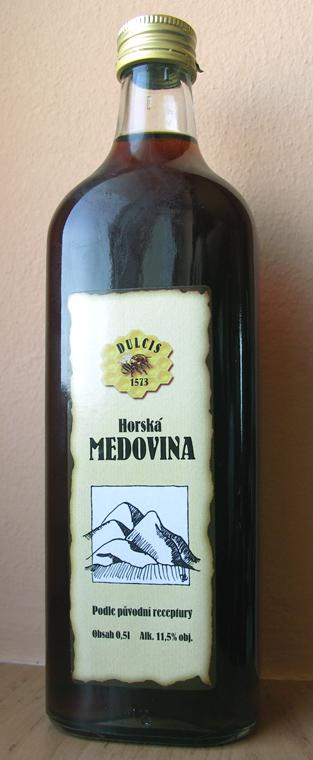 DULCIS
1573
Horská
MEDOVINA
Podle původní receptury
Obsah 0,5l Alk. 11,5% obj.